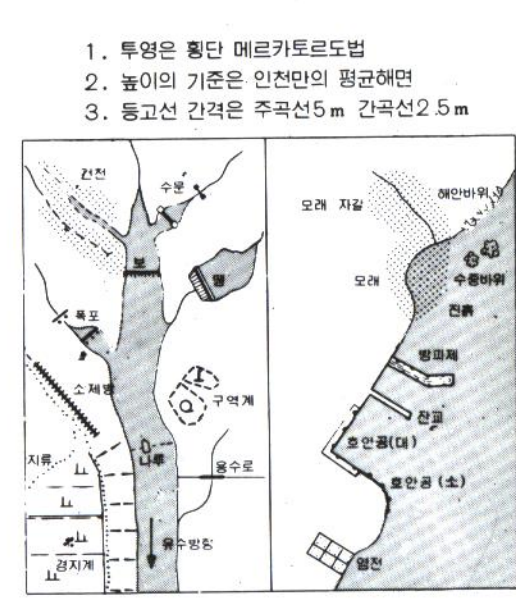 1. 투영은 횡단 메르카토르도법
2. 높이의 기준은 인천만의 평균해면
3. 등고선 간격은 주곡선5m 간곡선2.5m
건천
수문
보
댐
폭포
소제방
구역계
나루
지류
용수로
유수방향
경지계
해안바위
모래 자갈
모래
수중바위
진흙
방파제
잔교
호안공(대)
호안공 (소)
염전